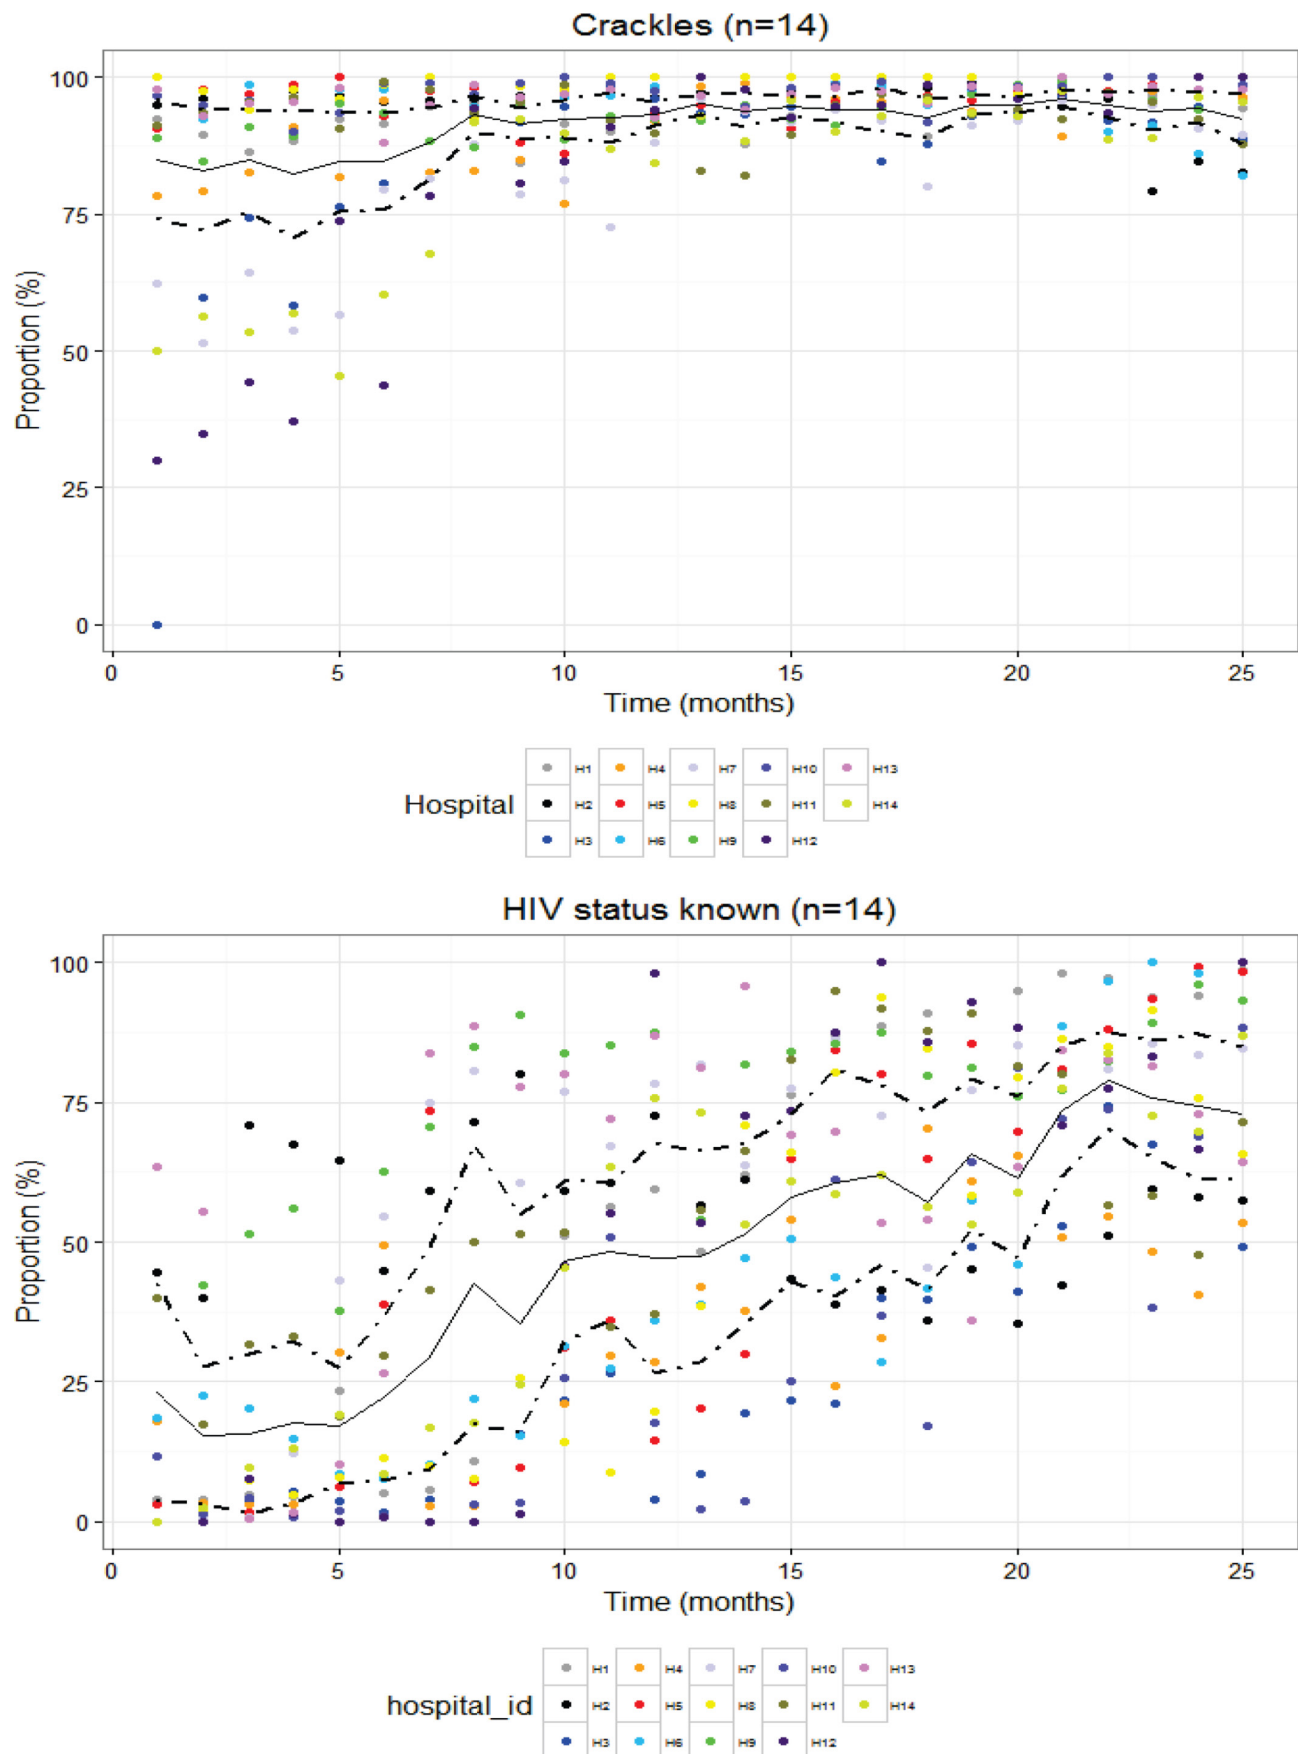 Crackles (n=14)
100
75
50
25
0
Proportion (%)
0 5 10 15 20 25
Time (months)
Hospital
H1 H4 H7 H10 H13
H2 H5 H8 H11 H14
H3 H6 H9 H12
HIV status known (n=14)
100
75
50
25
0
Proportion (%)
0 5 10 15 20 25
Time (months)
hospital_id
H1 H4 H7 H10 H13
H2 H5 H8 H11 H14
H3 H6 H9 H12